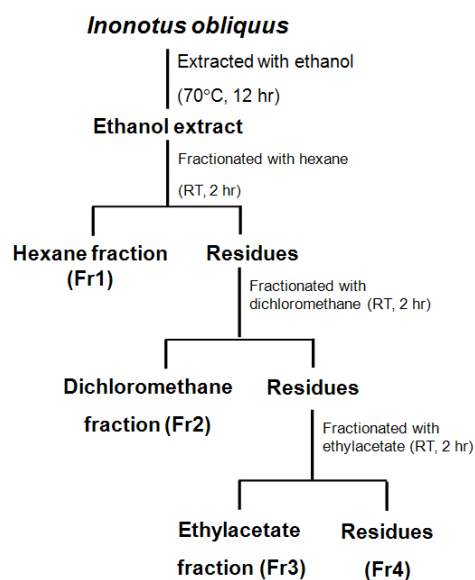 Inonotus obliquus
Extracted with ethanol
(70°C, 12 hr)
Ethanol extract
Fractionated with hexane
(RT, 2 hr)
Hexane fraction
(Fr1)
Residues
Fractionated with
dichloromethane (RT, 2 hr)
Dichloromethane
fraction (Fr2)
Residues
Fractionated with
ethylacetate (RT, 2 hr)
Ethylacetate
fraction (Fr3)
Residues
(Fr4)